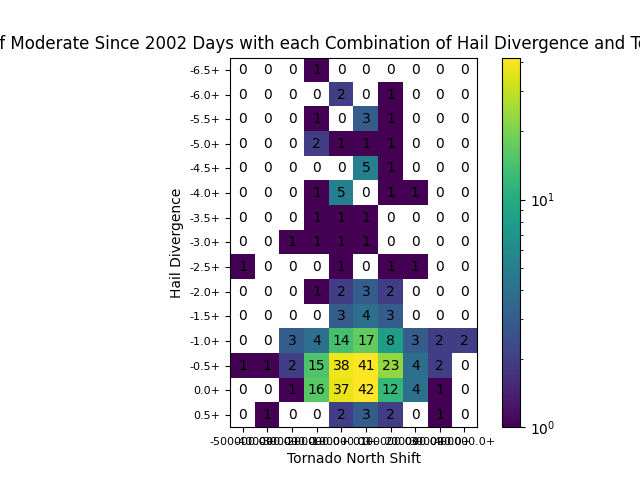 f Moderate Since 2002 Days with each Combination of Hail Divergence and
-6.5+ 0 0 0 1 0 0 0 0 0 0
-6.0+ 0 0 0 0 2 0 1 0 0 0
-5.5+ 0 0 0 1 0 3 1 0 0 0
-5.0+ 0 0 0 2 1 1 1 0 0 0
-4.5+ 0 0 0 0 0 5 1 0 0 0
-4.0+ 0 0 0 1 5 0 1 1 0 0
-3.5+ 0 0 0 1 1 1 0 0 0 0
-3.0+ 0 0 1 1 1 1 0 0 0 0
-2.5+ 1 0 0 0 1 0 1 1 0 0
-2.0+ 0 0 0 1 2 3 2 0 0 0
-1.5+ 0 0 0 0 3 4 3 0 0 0
-1.0+ 0 0 3 4 14 17 8 3 2 2
-0.5+ 1 1 2 15 38 41 23 4 2 0
0.0+ 0 0 1 16 37 42 12 4 1 0
0.5+ 0 1 0 0 2 3 2 0 1 0
Hail Divergence
Tornado North Shift
10¹
10⁰